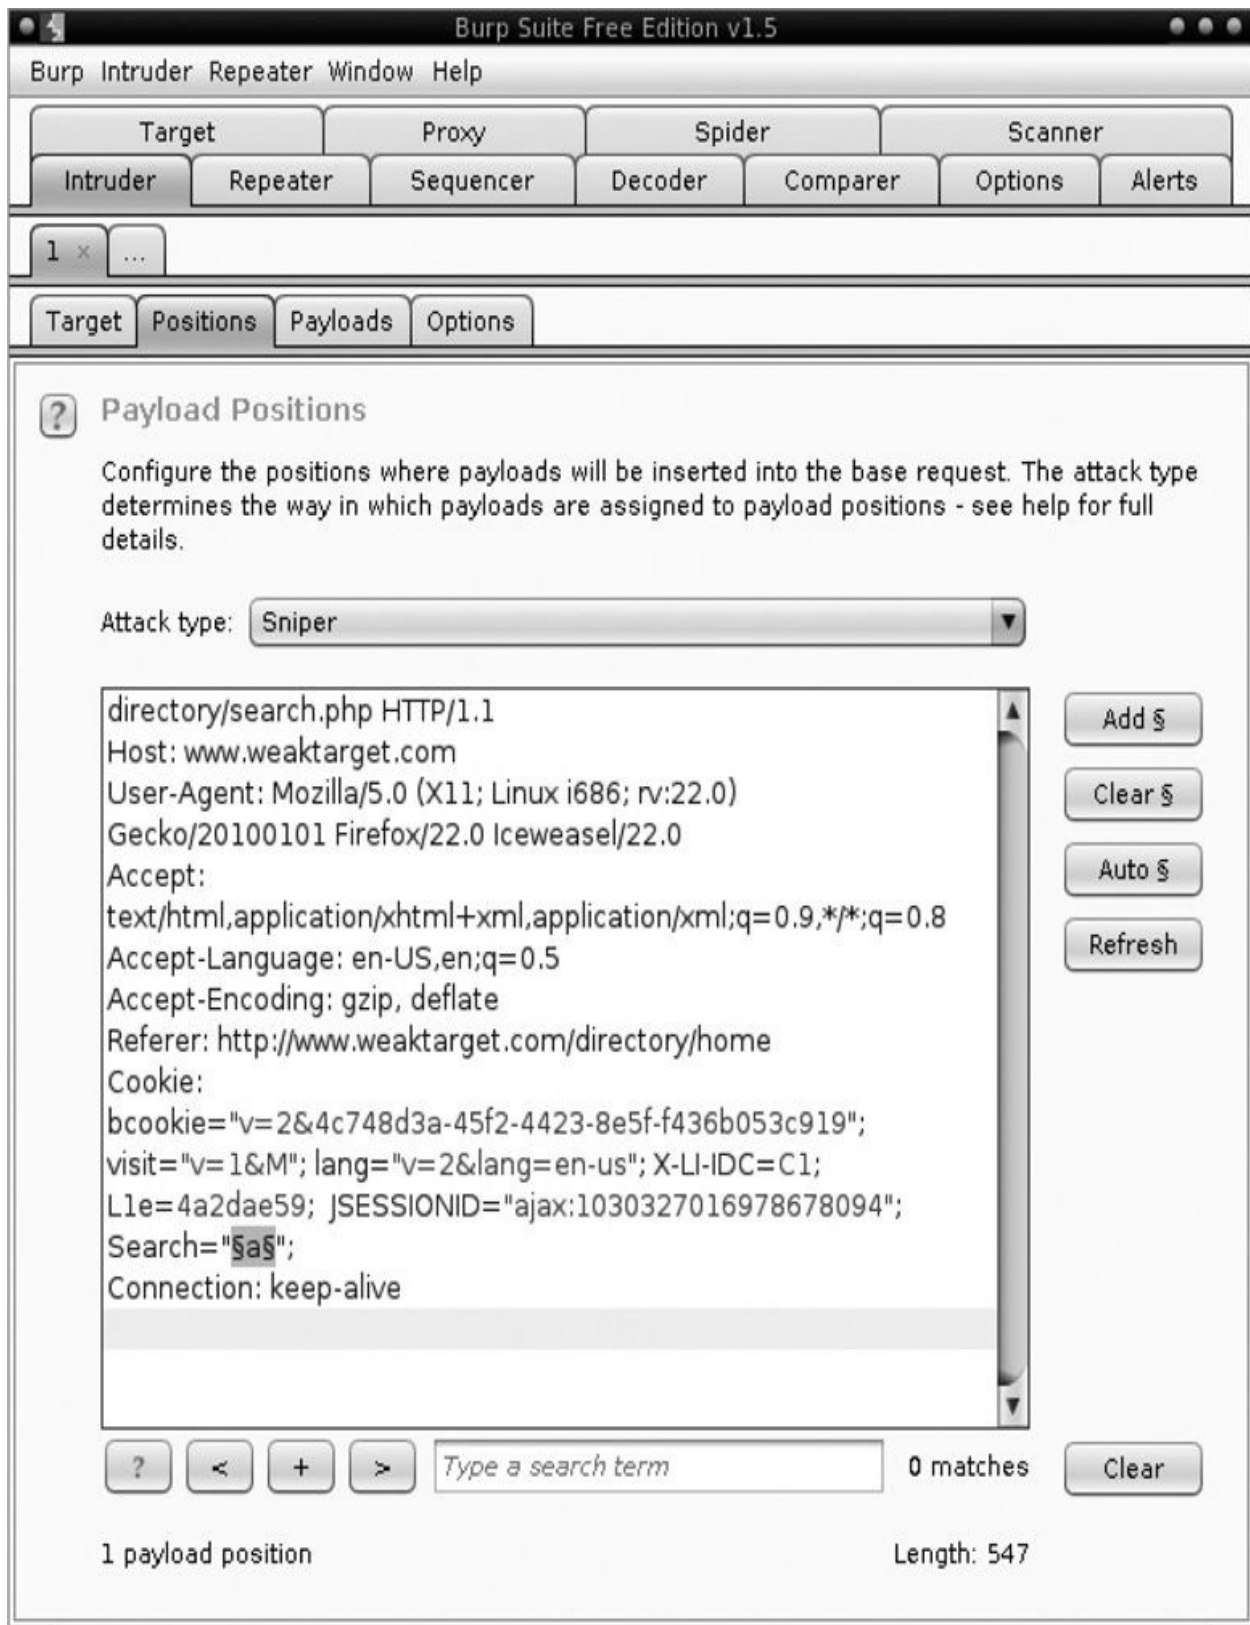 Burp Suite Free Edition v1.5
Burp Intruder Repeater Window Help
Target Proxy Spider Scanner
Intruder Repeater Sequencer Decoder Comparer Options Alerts
1 × ...
Target Positions Payloads Options
? Payload Positions
Configure the positions where payloads will be inserted into the base request. The attack type
determines the way in which payloads are assigned to payload positions - see help for full
details.
Attack type: Sniper
directory/search.php HTTP/1.1
Host: www.weaktarget.com
User-Agent: Mozilla/5.0 (X11; Linux i686; rv:22.0)
Gecko/20100101 Firefox/22.0 Iceweasel/22.0
Accept:
text/html,application/xhtml+xml,application/xml;q=0.9,*/*;q=0.8
Accept-Language: en-US,en;q=0.5
Accept-Encoding: gzip, deflate
Referer: http://www.weaktarget.com/directory/home
Cookie:
bcookie="v=2&4c748d3a-45f2-4423-8e5f-f436b053c919";
visit="v=1&M"; lang="v=2&lang=en-us"; X-LI-IDC=C1;
L1e=4a2dae59; JSESSIONID="ajax:1030327016978678094";
Search="§a§";
Connection: keep-alive
Add §
Clear §
Auto §
Refresh
? < + > Type a search term 0 matches Clear
1 payload position Length: 547